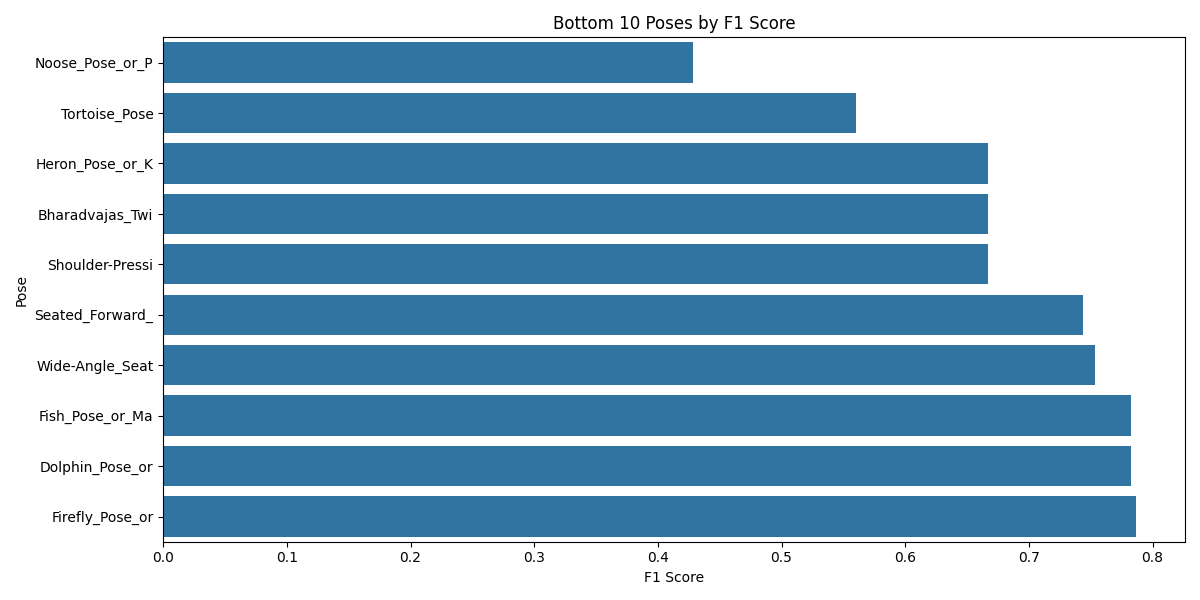 Bottom 10 Poses by F1 Score
Noose_Pose_or_P
Tortoise_Pose
Heron_Pose_or_K
Bharadvajas_Twi
Shoulder-Pressi
Seated_Forward_
Wide-Angle_Seat
Fish_Pose_or_Ma
Dolphin_Pose_or
Firefly_Pose_or
Pose
0.0 0.1 0.2 0.3 0.4 0.5 0.6 0.7 0.8
F1 Score